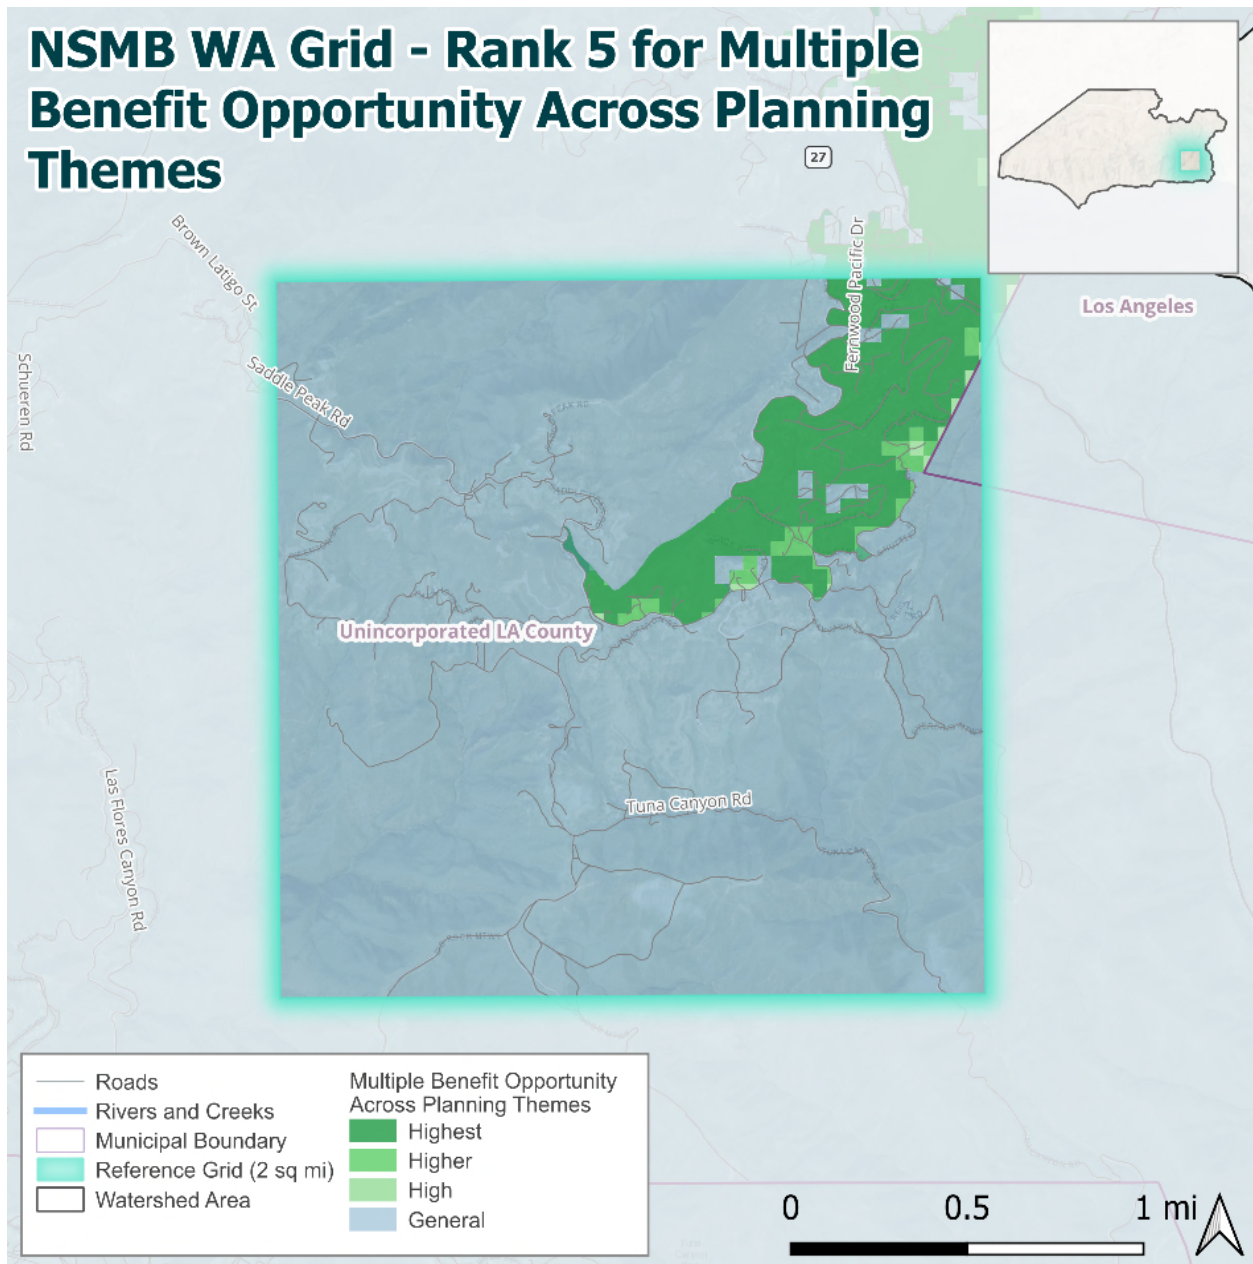 NSMB WA Grid - Rank 5 for Multiple
Benefit Opportunity Across Planning
Themes
27
Brown Latigo St
Fernwood Pacific Dr
Los Angeles
Schueren Rd
Saddle Peak Rd
Unincorporated LA County
Las Flores Canyon Rd
Tuna Canyon Rd
Roads
Rivers and Creeks
Municipal Boundary
Reference Grid (2 sq mi)
Watershed Area
Multiple Benefit Opportunity
Across Planning Themes
Highest
Higher
High
General
0 0.5 1 mi